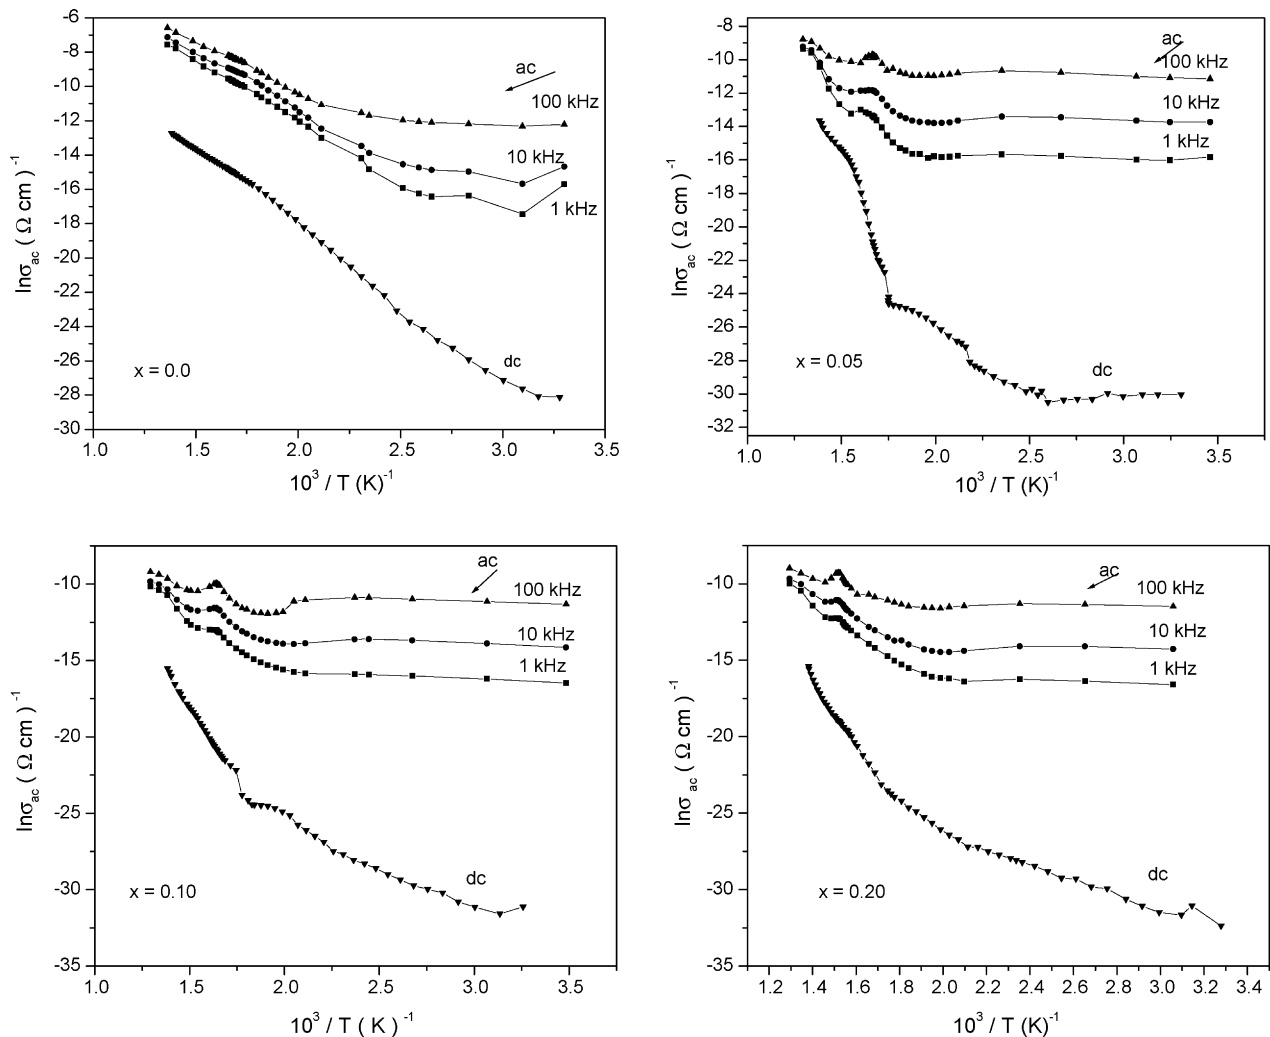 -6
-8
-10
-12
-14
-16
-18
-20
-22
-24
-26
-28
-30
lnσac ( Ω cm) -1
ac
100 kHz
10 kHz
1 kHz
dc
x = 0.0
1.0 1.5 2.0 2.5 3.0 3.5
10³ / T (K)-1
-8
-10
-12
-14
-16
-18
-20
-22
-24
-26
-28
-30
-32
lnσac ( Ω cm) -1
ac
100 kHz
10 kHz
1 kHz
dc
x = 0.05
1.0 1.5 2.0 2.5 3.0 3.5
10³ / T (K)-1
-10
-15
-20
-25
-30
-35
lnσac ( Ω cm) -1
ac
100 kHz
10 kHz
1 kHz
dc
x = 0.10
1.0 1.5 2.0 2.5 3.0 3.5
10³ / T ( K ) -1
-10
-15
-20
-25
-30
-35
lnσ ac ( Ω cm) -1
ac
100 kHz
10 kHz
1 kHz
dc
x = 0.20
1.2 1.4 1.6 1.8 2.0 2.2 2.4 2.6 2.8 3.0 3.2 3.4
10³ / T (K)-1